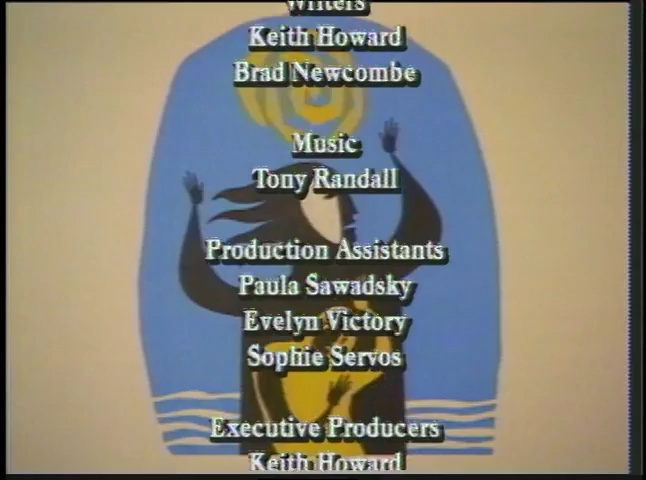 Writers
Keith Howard
Brad Newcombe
Music
Tony Randall
Production Assistants
Paula Sawadsky
Evelyn Victory
Sophie Servos
Executive Producers
Keith Howard